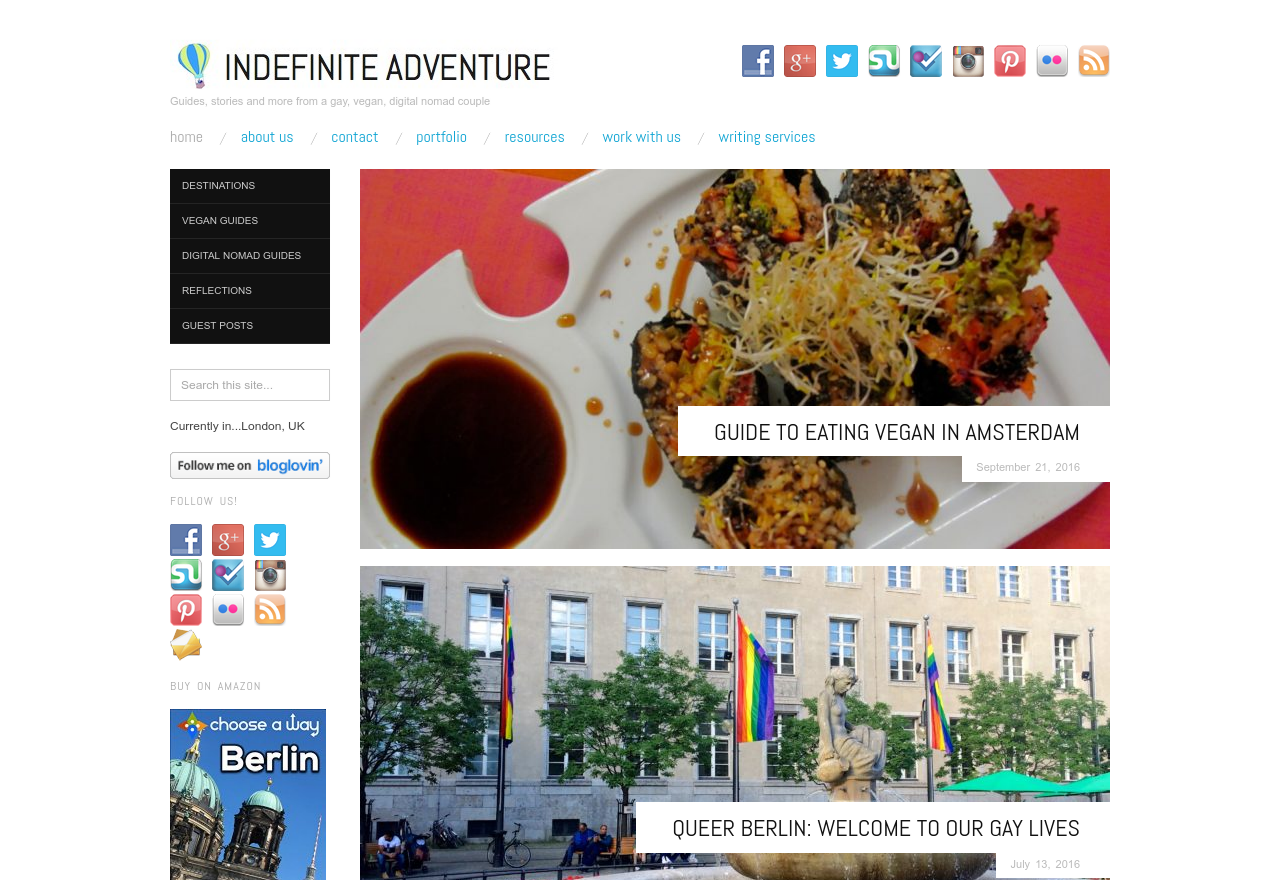 INDEFINITE ADVENTURE
Guides, stories and more from a gay, vegan, digital nomad couple
home / about us / contact / portfolio / resources / work with us / writing services
DESTINATIONS
VEGAN GUIDES
DIGITAL NOMAD GUIDES
REFLECTIONS
GUEST POSTS
Search this site...
Currently in...London, UK
Follow me on bloglovin'
FOLLOW US!
BUY ON AMAZON
choose a way
Berlin
GUIDE TO EATING VEGAN IN AMSTERDAM
September 21, 2016
QUEER BERLIN: WELCOME TO OUR GAY LIVES
July 13, 2016